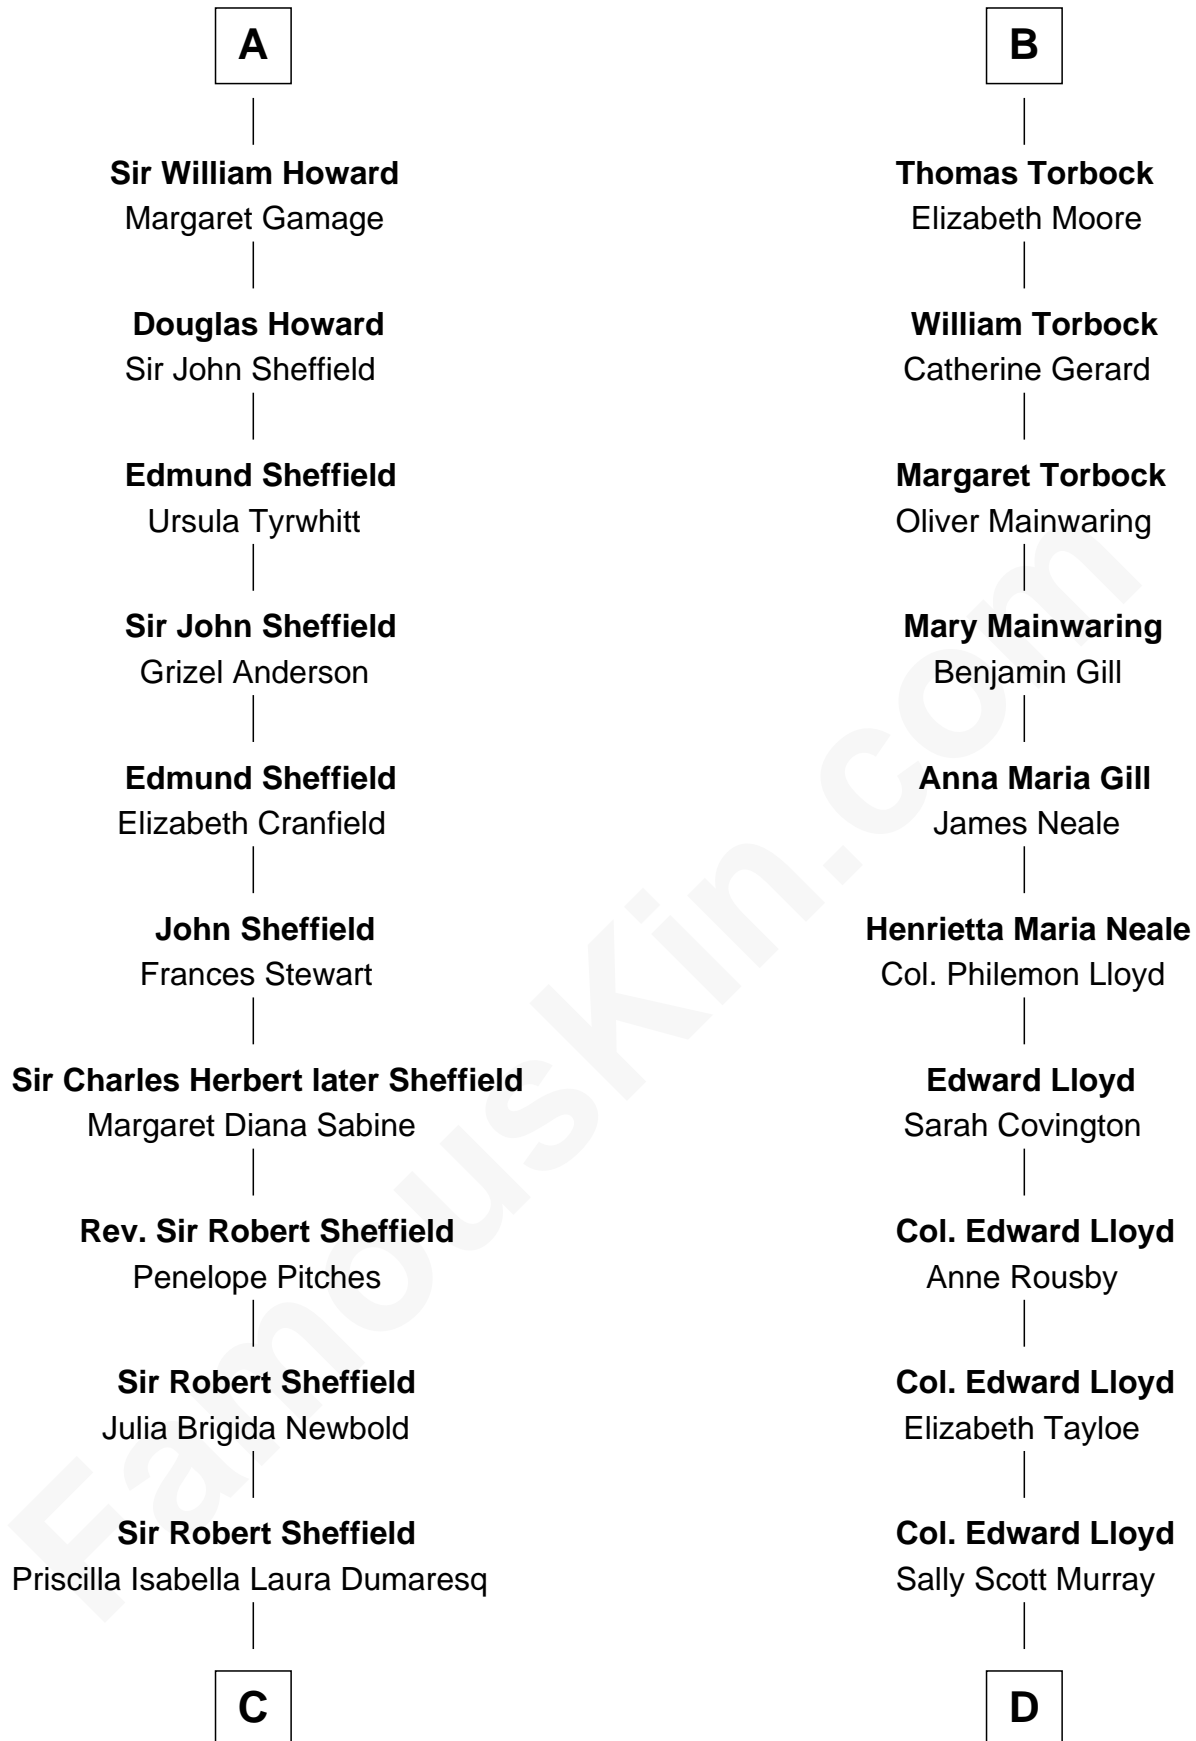 A
Sir William Howard
Margaret Gamage
Douglas Howard
Sir John Sheffield
Edmund Sheffield
Ursula Tyrwhitt
Sir John Sheffield
Grizel Anderson
Edmund Sheffield
Elizabeth Cranfield
John Sheffield
Frances Stewart
Sir Charles Herbert later Sheffield
Margaret Diana Sabine
Rev. Sir Robert Sheffield
Penelope Pitches
Sir Robert Sheffield
Julia Brigida Newbold
Sir Robert Sheffield
Priscilla Isabella Laura Dumaresq
C
B
Thomas Torbock
Elizabeth Moore
William Torbock
Catherine Gerard
Margaret Torbock
Oliver Mainwaring
Mary Mainwaring
Benjamin Gill
Anna Maria Gill
James Neale
Henrietta Maria Neale
Col. Philemon Lloyd
Edward Lloyd
Sarah Covington
Col. Edward Lloyd
Anne Rousby
Col. Edward Lloyd
Elizabeth Tayloe
Col. Edward Lloyd
Sally Scott Murray
D
FamousKin.com